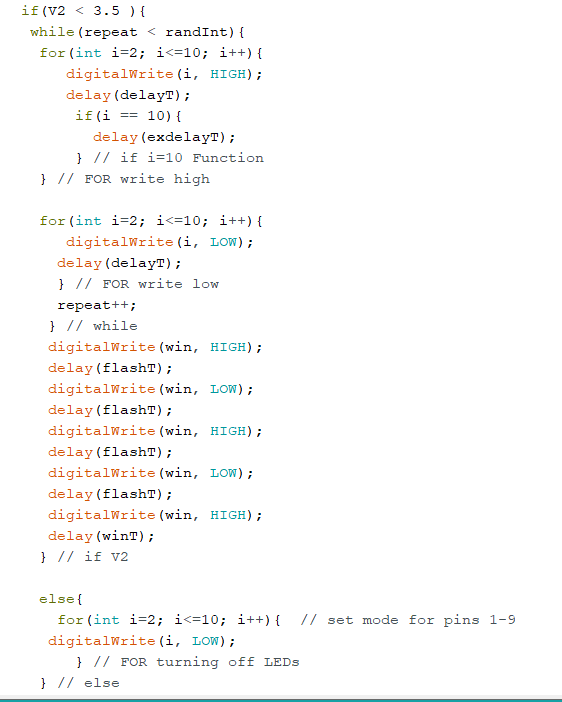 if(V2 < 3.5 ){
while(repeat < randInt){
for(int i=2; i<=10; i++){
digitalWrite(i, HIGH);
delay(delayT);
if(i == 10){
delay(exdelayT);
} // if i=10 Function
} // FOR write high
for(int i=2; i<=10; i++){
digitalWrite(i, LOW);
delay(delayT);
} // FOR write low
repeat++;
} // while
digitalWrite(win, HIGH);
delay(flashT);
digitalWrite(win, LOW);
delay(flashT);
digitalWrite(win, HIGH);
delay(flashT);
digitalWrite(win, LOW);
delay(flashT);
digitalWrite(win, HIGH);
delay(winT);
} // if V2
else{
for(int i=2; i<=10; i++){  // set mode for pins 1-9
digitalWrite(i, LOW);
} // FOR turning off LEDs
} // else